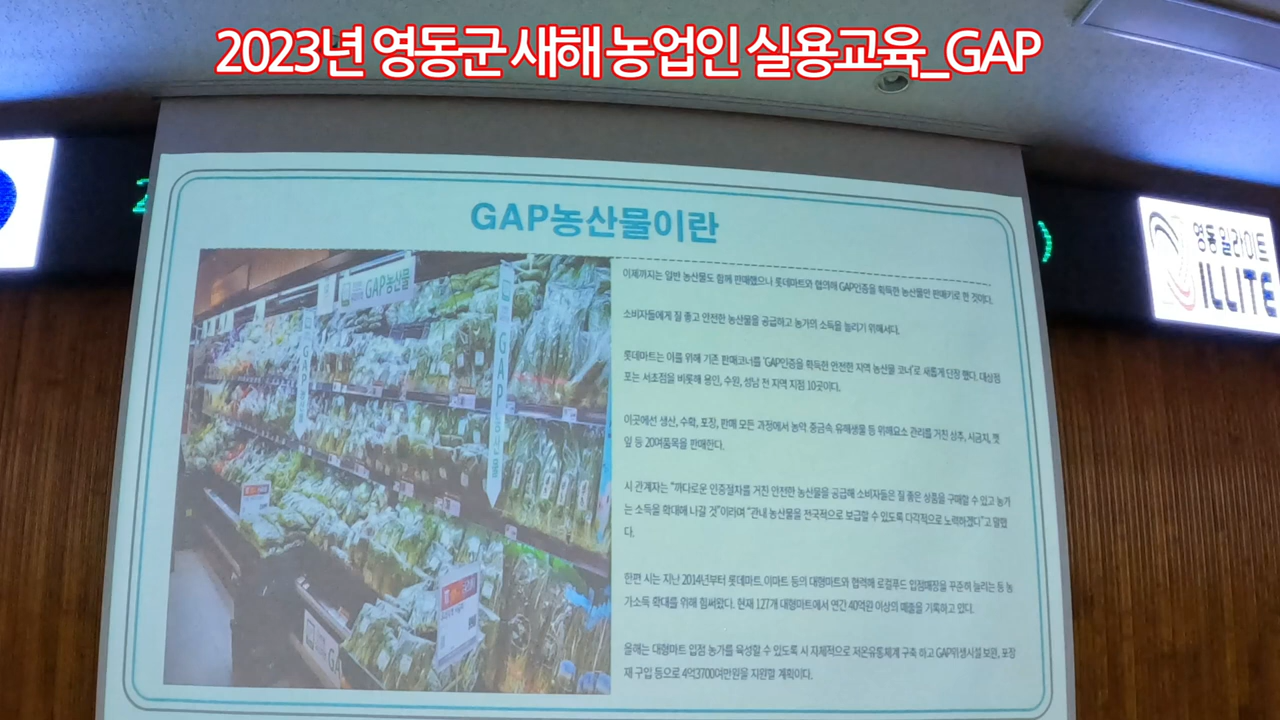 2023년 영동군 새해 농업인 실용교육_GAP
영동 일라이트
ILLITE
GAP농산물이란
GAP농산물
GAP
GAP
GA
이제까지는 일반 농산물도 함께 판매했으나 롯데마트와 협의해 GAP인증을 획득한 농산물만 판매키로 한 것이다.
소비자들에게 질 좋고 안전한 농산물을 공급하고 농가의 소득을 늘리기 위해서다.
롯데마트는 이를 위해 기존 판매코너를 'GAP인증을 획득한 안전한 지역 농산물 코너'로 새롭게 단장 했다. 대상점
포는 서초점을 비롯해 용인, 수원, 성남 전 지역 지점 10곳이다.
이곳에선 생산, 수확, 포장, 판매 모든 과정에서 농약 중금속, 유해생물 등 위해요소 관리를 거친 상추, 시금치, 깻
잎 등 20여품목을 판매한다.
시 관계자는 "까다로운 인증절차를 거친 안전한 농산물을 공급해 소비자들은 질 좋은 상품을 구매할 수 있고 농가
는 소득을 확대해 나갈 것"이라며 "관내 농산물을 전국적으로 보급할 수 있도록 다각적으로 노력하겠다"고 말했
다.
한편 시는 지난 2014년부터 롯데마트, 이마트 등의 대형마트와 협력해 로컬푸드 입점매장을 꾸준히 늘리는 등 농
가소득 확대를 위해 힘써왔다. 현재 127개 대형마트에서 연간 40억원 이상의 매출을 기록하고 있다.
올해는 대형마트 입점 농가를 육성할 수 있도록 시 자체적으로 저온유통체계 구축 하고 GAP위생시설 보완, 포장
재 구입 등으로 4억3700여만원을 지원할 계획이다.